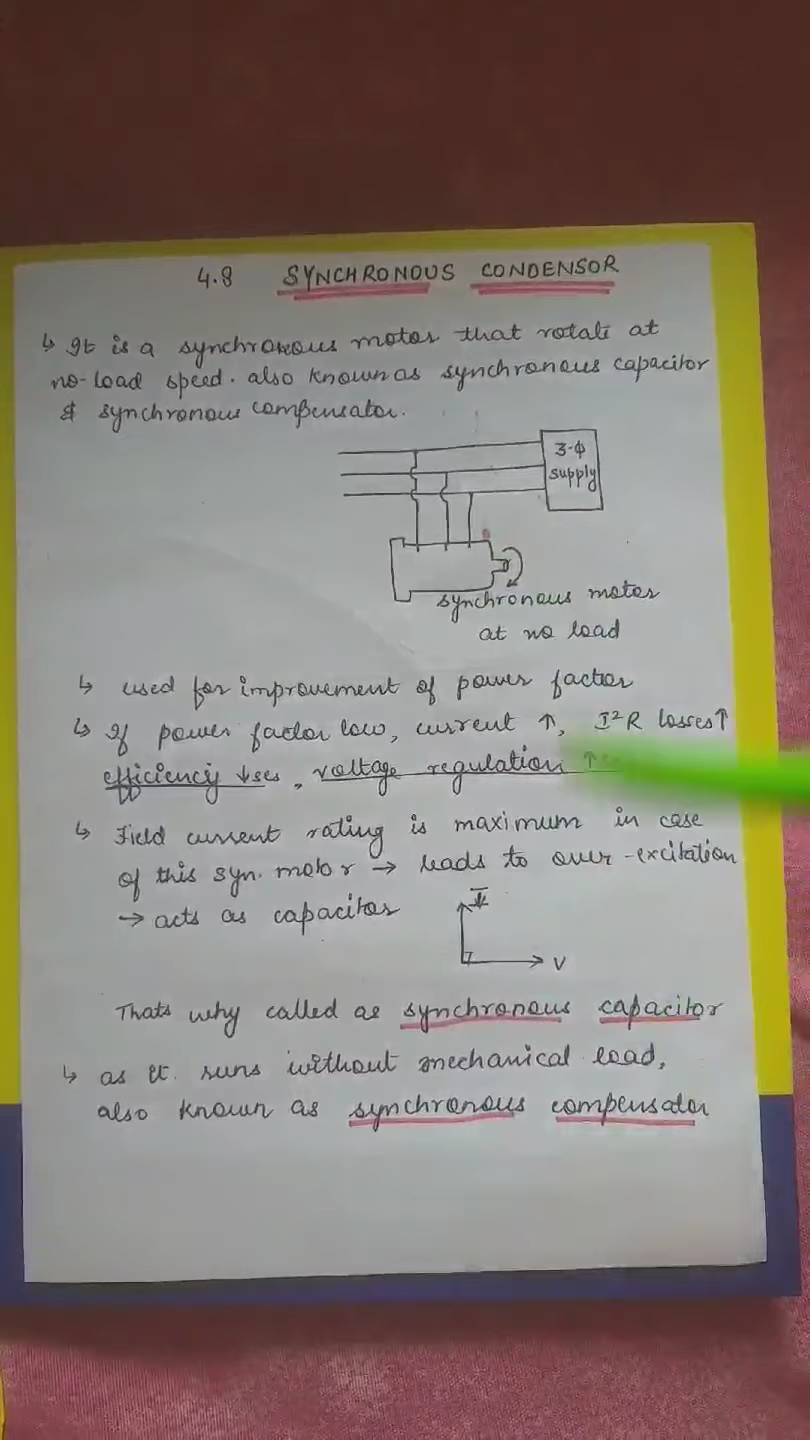 4.8 SYNCHRONOUS CONDENSOR
↳ It is a synchronous motor that rotate at
no-load speed. also known as synchronous capacitor
& synchronous compensator.
3-φ
supply
synchronous motor
at no load
↳ used for improvement of power factor
↳ If power factor low, current ↑, I²R losses↑
efficiency ↓ses, voltage regulation ↑
↳ Field current rating is maximum in case
of this syn. motor → leads to over-excitation
→ acts as capacitor
V
Thats why called as synchronous capacitor
↳ as it runs without mechanical load,
also known as synchronous compensator